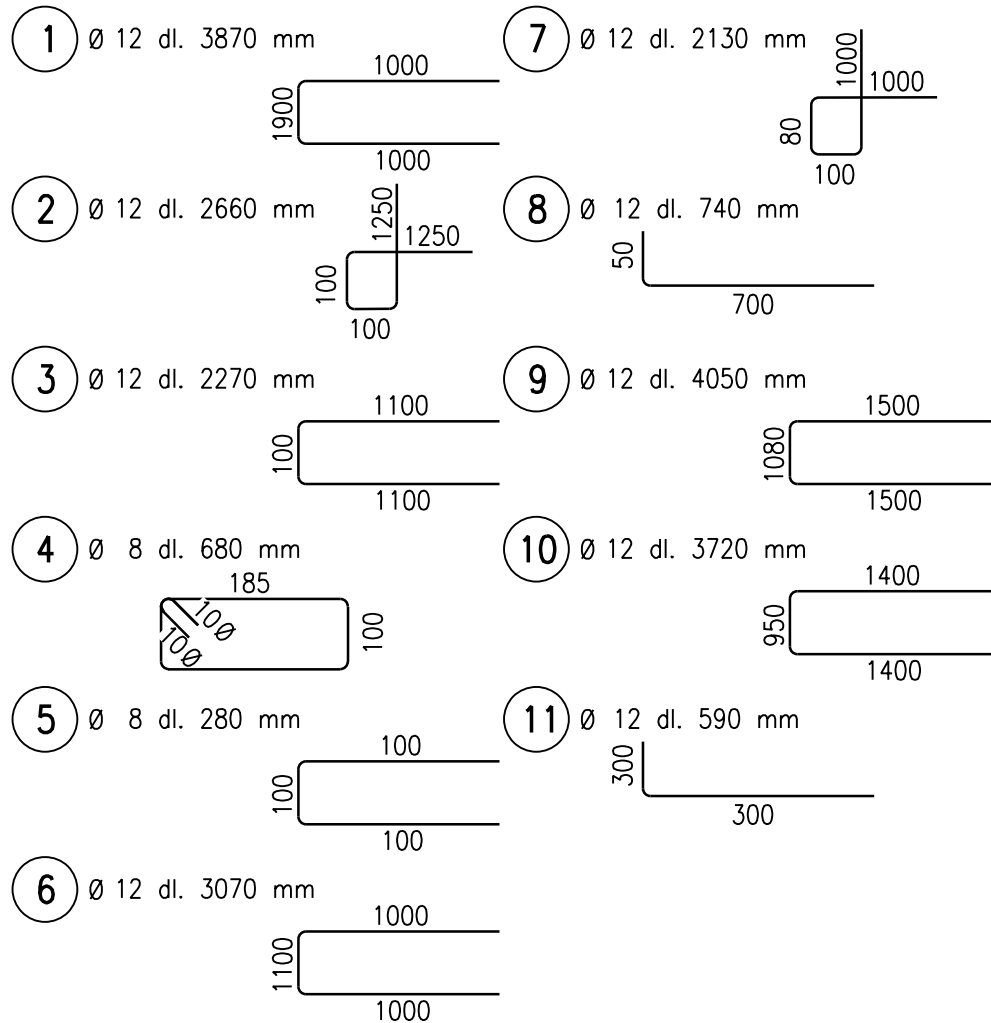 1 Ø 12 dl. 3870 mm
1000
1900
1000
2 Ø 12 dl. 2660 mm
1250
1250
100
100
3 Ø 12 dl. 2270 mm
1100
100
1100
4 Ø 8 dl. 680 mm
185
10Ø
10Ø
100
5 Ø 8 dl. 280 mm
100
100
100
6 Ø 12 dl. 3070 mm
1000
1100
1000
7 Ø 12 dl. 2130 mm
1000
1000
80
100
8 Ø 12 dl. 740 mm
50
700
9 Ø 12 dl. 4050 mm
1500
1080
1500
10 Ø 12 dl. 3720 mm
1400
950
1400
11 Ø 12 dl. 590 mm
300
300